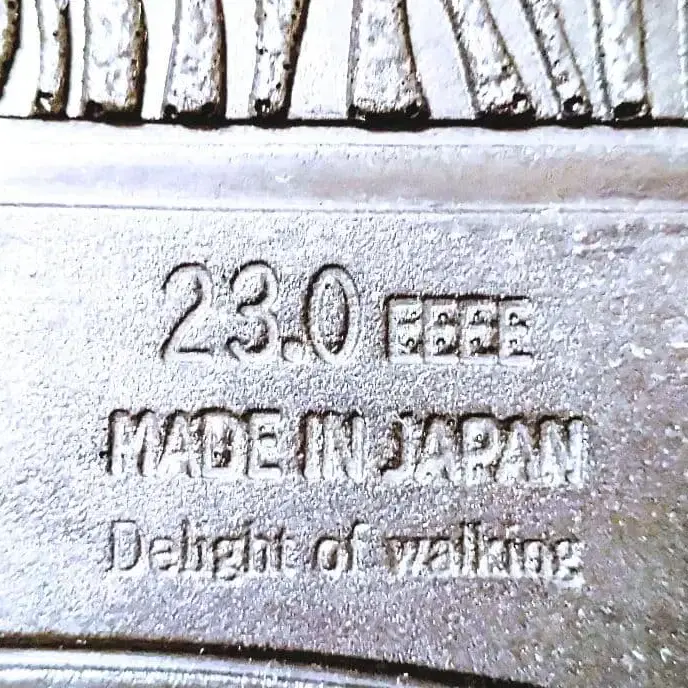 23.0 EEEE
MADE IN JAPAN
Delight of walking